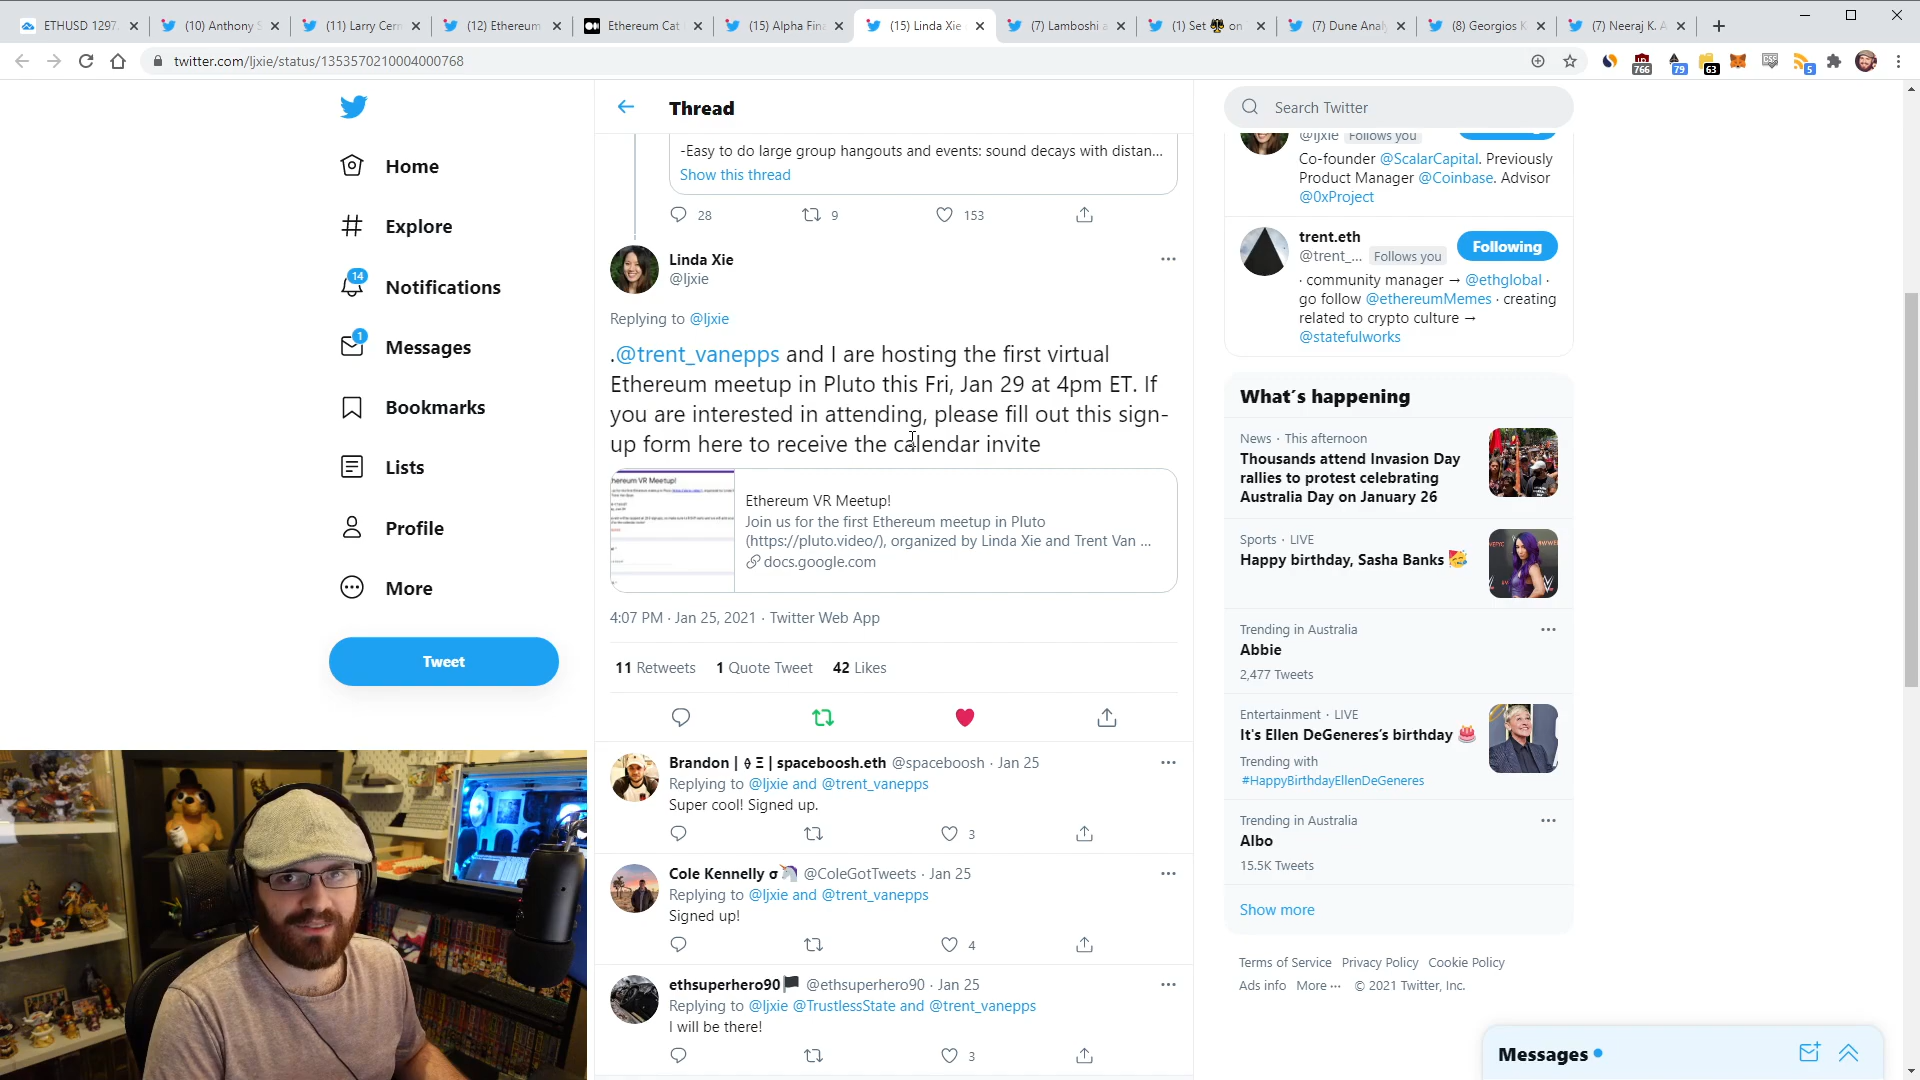 ETHUSD 1297.
(10) Anthony S
(11) Larry Cerm
(12) Ethereum
Ethereum Cat
(15) Alpha Fina
(15) Linda Xie
(7) Lamboshi a
(1) Set on
(7) Dune Analy
(8) Georgios K
(7) Neeraj K. A
twitter.com/ljxie/status/1353570210004000768
766
79
63
5
Home
Explore
14
Notifications
1
Messages
Bookmarks
Lists
Profile
More
Tweet
Thread
-Easy to do large group hangouts and events: sound decays with distan...
Show this thread
28
9
153
Linda Xie
@ljxie
Replying to @ljxie
.@trent_vanepps and I are hosting the first virtual
Ethereum meetup in Pluto this Fri, Jan 29 at 4pm ET. If
you are interested in attending, please fill out this sign-
up form here to receive the calendar invite
hereum VR Meetup!
Ethereum VR Meetup!
Join us for the first Ethereum meetup in Pluto
(https://pluto.video/), organized by Linda Xie and Trent Van ...
docs.google.com
4:07 PM · Jan 25, 2021 · Twitter Web App
11 Retweets 1 Quote Tweet 42 Likes
Brandon | ⟠ Ξ | spaceboosh.eth @spaceboosh · Jan 25
Replying to @ljxie and @trent_vanepps
Super cool! Signed up.
3
Cole Kennelly σ @ColeGotTweets · Jan 25
Replying to @ljxie and @trent_vanepps
Signed up!
4
ethsuperhero90 @ethsuperhero90 · Jan 25
Replying to @ljxie @TrustlessState and @trent_vanepps
I will be there!
3
Search Twitter
@ljxie Follows you
Co-founder @ScalarCapital. Previously
Product Manager @Coinbase. Advisor
@0xProject
trent.eth
@trent_... Follows you
Following
· community manager → @ethglobal ·
go follow @ethereumMemes · creating
related to crypto culture →
@statefulworks
What's happening
News · This afternoon
Thousands attend Invasion Day
rallies to protest celebrating
Australia Day on January 26
Sports · LIVE
Happy birthday, Sasha Banks
Trending in Australia
Abbie
2,477 Tweets
Entertainment · LIVE
It's Ellen DeGeneres's birthday
Trending with
#HappyBirthdayEllenDeGeneres
Trending in Australia
Albo
15.5K Tweets
Show more
Terms of Service Privacy Policy Cookie Policy
Ads info More ··· © 2021 Twitter, Inc.
Messages